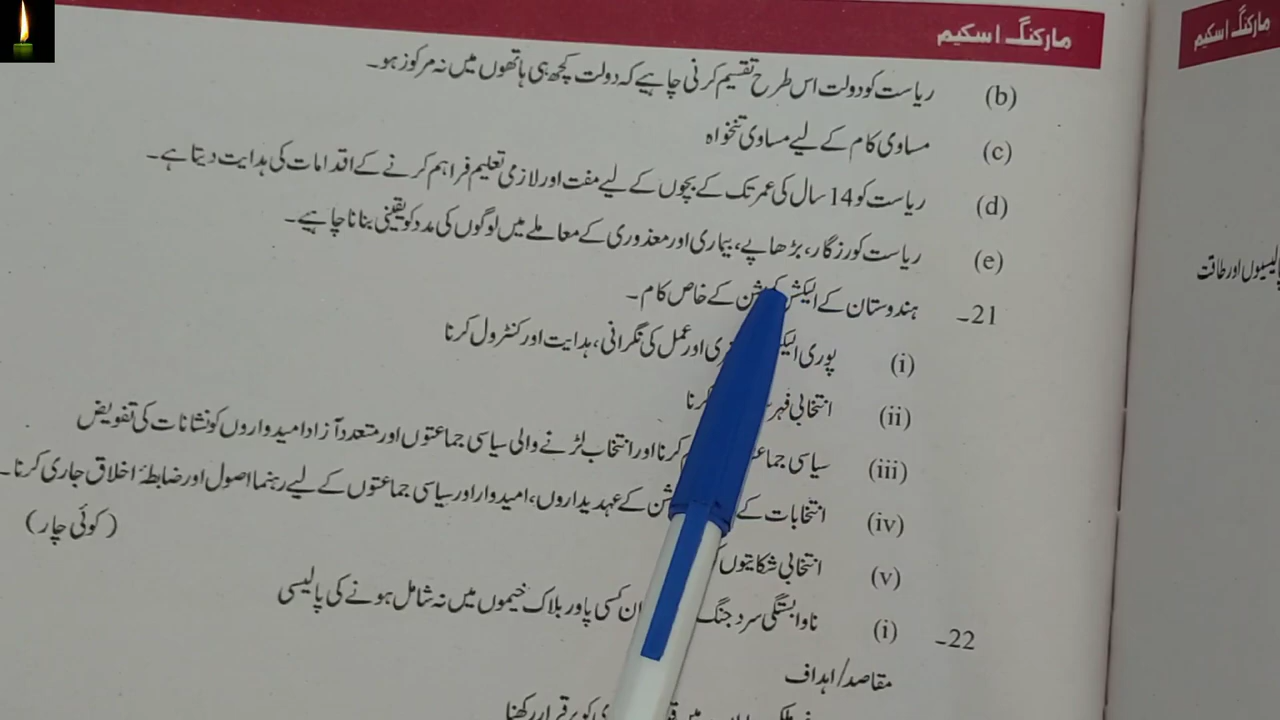 مارکنگ اسکیم
(b) ریاست کو دولت اس طرح تقسیم کرنی چاہیے کہ دولت کچھ ہی ہاتھوں میں نہ مرکوز ہو۔
(c) مساوی کام کے لیے مساوی تنخواہ
(d) ریاست کو 14 سال کی عمر تک کے بچوں کے لیے مفت اور لازمی تعلیم فراہم کرنے کے اقدامات کی ہدایت دیتا ہے۔
(e) ریاست کو رزگار، بڑھاپے، بیماری اور معذوری کے معاملے میں لوگوں کی مدد کو یقینی بنانا چاہیے۔
21۔ ہندوستان کے الیکشن کمیشن کے خاص کام۔
(i) پوری اور عمل کی نگرانی، ہدایت اور کنٹرول کرنا
(ii) انتخابی کرنا
(iii) سیاسی کرنا اور انتخاب لڑنے والی سیاسی جماعتوں اور متعدد آزاد امیدواروں کو نشانات کی تفویض
(iv) انتخابات کے کے عہدیداروں، امیدوار اور سیاسی جماعتوں کے لیے رہنما اصول اور ضابطۂ اخلاق جاری کرنا۔
(کوئی چار)
(v) انتخابی شکایتوں
22۔ (i) ناوابستگی سرد جنگ کسی پاور بلاک خیموں میں نہ شامل ہونے کی پالیسی
مقاصد/اہداف
برقرار رکھنا
مارکنگ اسکیم
پالیسیوں اور طاقت